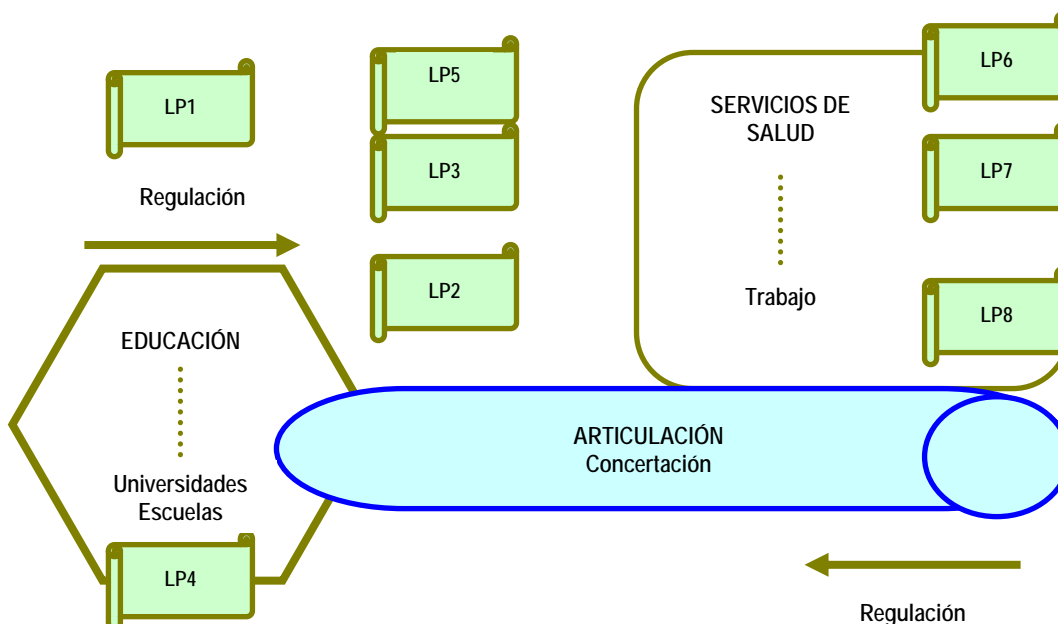 LP1
Regulación
LP5
LP3
LP2
SERVICIOS DE
SALUD
Trabajo
LP6
LP7
LP8
EDUCACIÓN
Universidades
Escuelas
LP4
ARTICULACIÓN
Concertación
Regulación